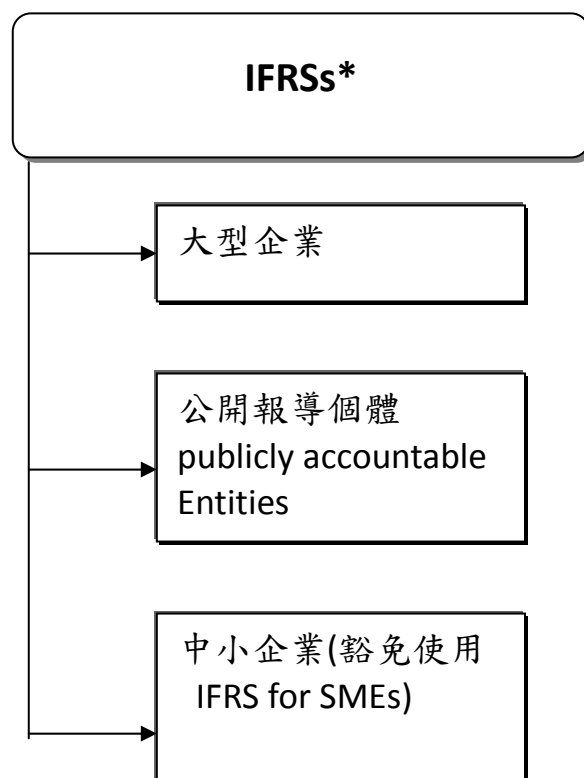 IFRSs*
大型企業
公開報導個體
publicly accountable
Entities
中小企業(豁免使用
IFRS for SMEs)